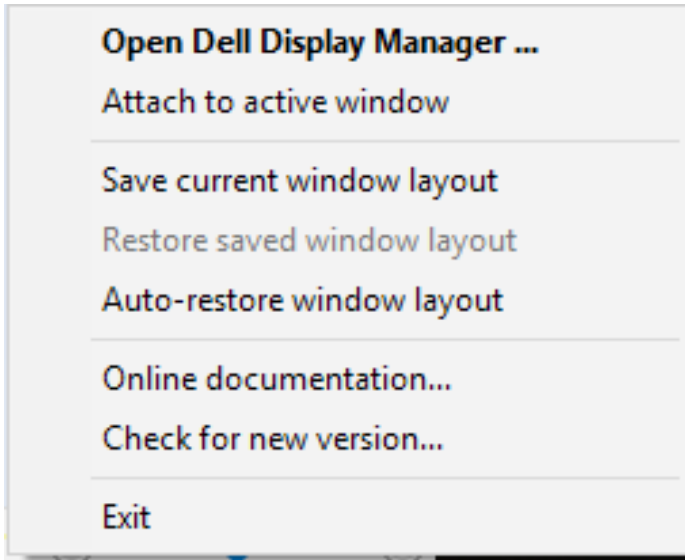 Open Dell Display Manager ...
Attach to active window
Save current window layout
Restore saved window layout
Auto-restore window layout
Online documentation...
Check for new version...
Exit